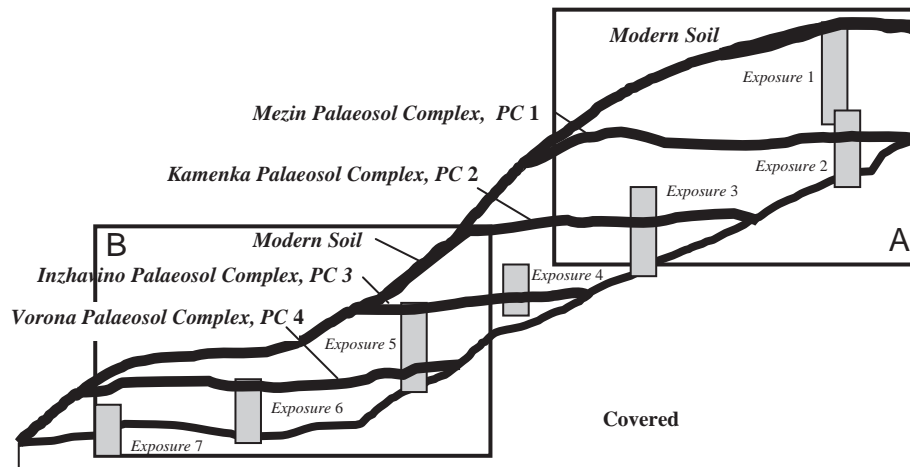 Modern Soil
Exposure 1
Mezin Palaeosol Complex, PC 1
Exposure 2
Kamenka Palaeosol Complex, PC 2
Exposure 3
A
B
Modern Soil
Inzhavino Palaeosol Complex, PC 3
Exposure 4
Vorona Palaeosol Complex, PC 4
Exposure 5
Exposure 6
Covered
Exposure 7